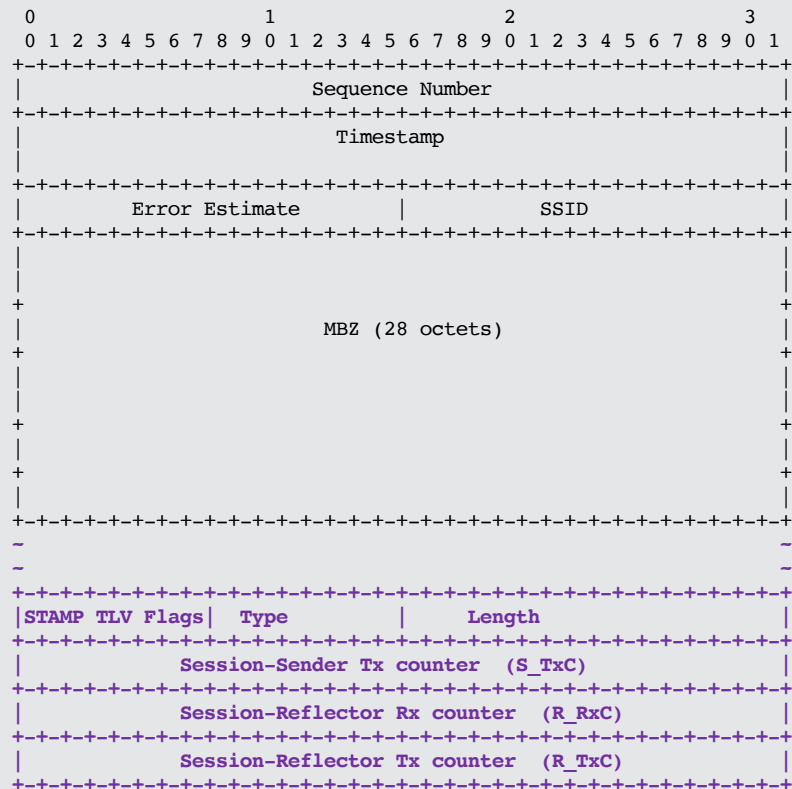 0                   1                   2                   3
 0 1 2 3 4 5 6 7 8 9 0 1 2 3 4 5 6 7 8 9 0 1 2 3 4 5 6 7 8 9 0 1
+-+-+-+-+-+-+-+-+-+-+-+-+-+-+-+-+-+-+-+-+-+-+-+-+-+-+-+-+-+-+-+-+
|                        Sequence Number                        |
+-+-+-+-+-+-+-+-+-+-+-+-+-+-+-+-+-+-+-+-+-+-+-+-+-+-+-+-+-+-+-+-+
|                          Timestamp                            |
|                                                               |
+-+-+-+-+-+-+-+-+-+-+-+-+-+-+-+-+-+-+-+-+-+-+-+-+-+-+-+-+-+-+-+-+
|         Error Estimate        |           SSID                |
+-+-+-+-+-+-+-+-+-+-+-+-+-+-+-+-+-+-+-+-+-+-+-+-+-+-+-+-+-+-+-+-+
|                                                               |
|                                                               |
+                                                               +
|                         MBZ (28 octets)                       |
+                                                               +
|                                                               |
|                                                               |
+                                                               +
|                                                               |
+                                                               +
|                                                               |
+-+-+-+-+-+-+-+-+-+-+-+-+-+-+-+-+-+-+-+-+-+-+-+-+-+-+-+-+-+-+-+-+
~                                                               ~
~                                                               ~
+-+-+-+-+-+-+-+-+-+-+-+-+-+-+-+-+-+-+-+-+-+-+-+-+-+-+-+-+-+-+-+-+
|STAMP TLV Flags|  Type         |     Length                    |
+-+-+-+-+-+-+-+-+-+-+-+-+-+-+-+-+-+-+-+-+-+-+-+-+-+-+-+-+-+-+-+-+
|             Session-Sender Tx counter  (S_TxC)                |
+-+-+-+-+-+-+-+-+-+-+-+-+-+-+-+-+-+-+-+-+-+-+-+-+-+-+-+-+-+-+-+-+
|             Session-Reflector Rx counter  (R_RxC)             |
+-+-+-+-+-+-+-+-+-+-+-+-+-+-+-+-+-+-+-+-+-+-+-+-+-+-+-+-+-+-+-+-+
|             Session-Reflector Tx counter  (R_TxC)             |
+-+-+-+-+-+-+-+-+-+-+-+-+-+-+-+-+-+-+-+-+-+-+-+-+-+-+-+-+-+-+-+-+